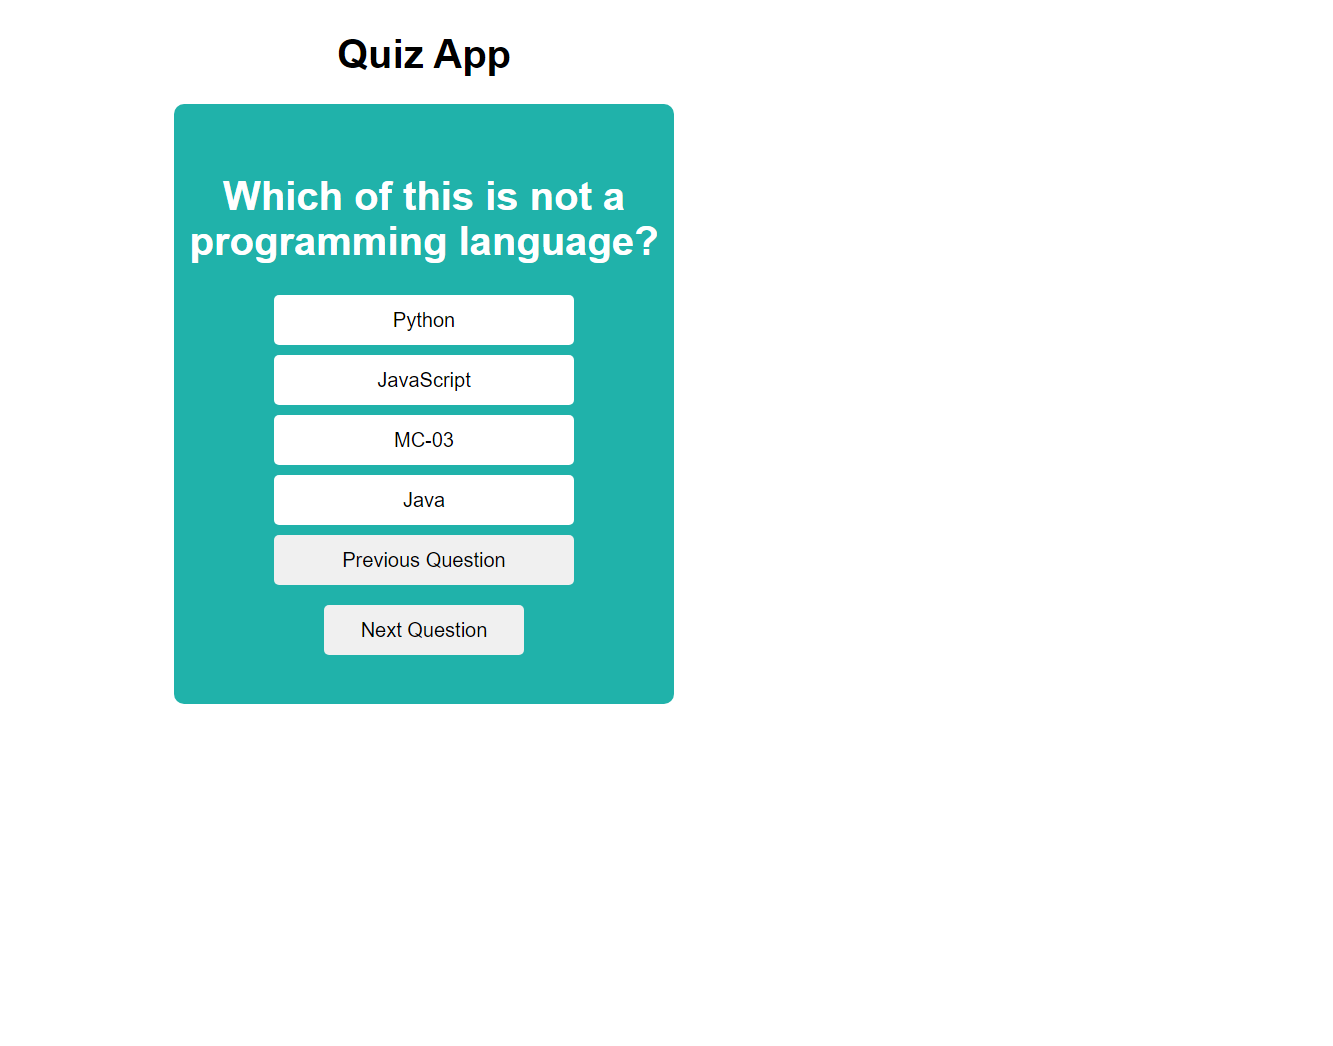 Quiz App
Which of this is not a
programming language?
Python
JavaScript
MC-03
Java
Previous Question
Next Question